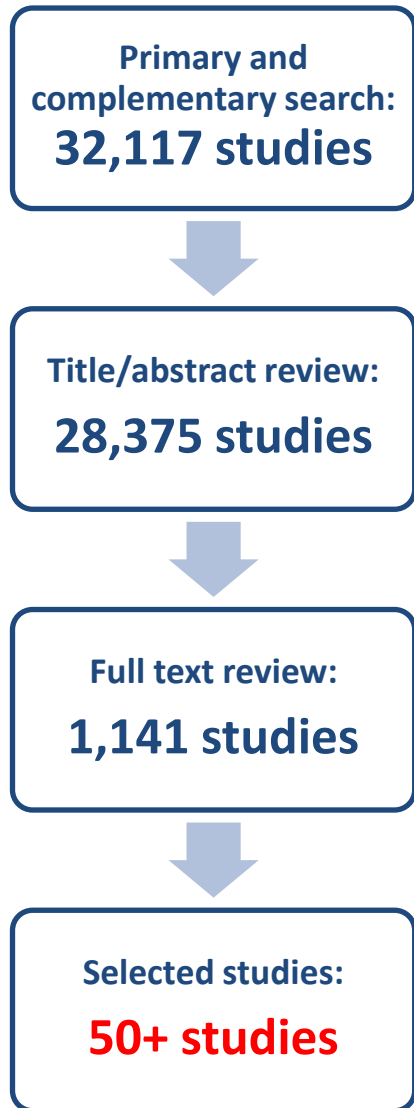 Primary and
complementary search:
32,117 studies
Title/abstract review:
28,375 studies
Full text review:
1,141 studies
Selected studies:
50+ studies